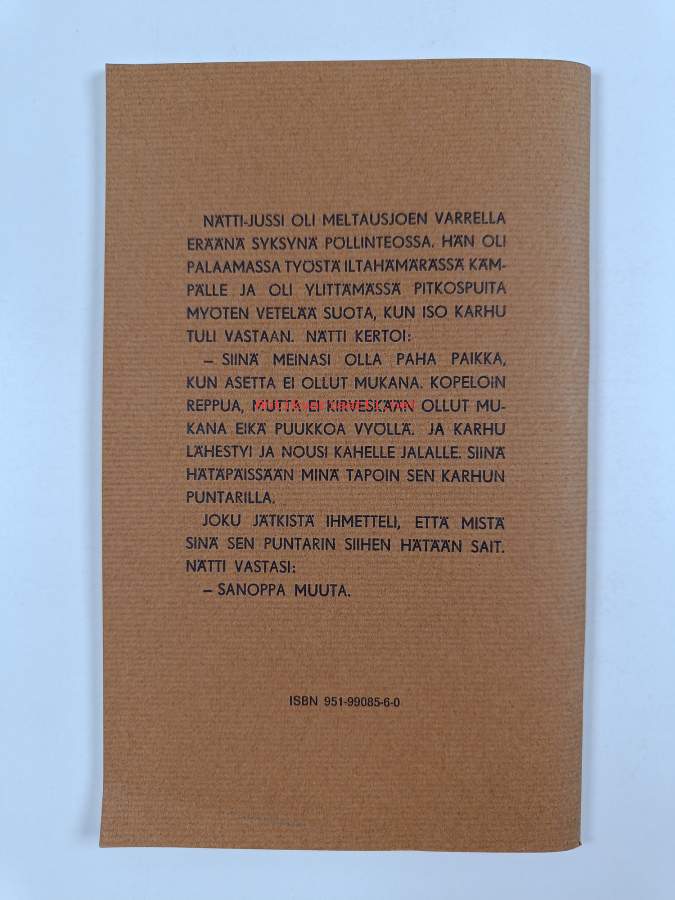 NÄTTI-JUSSI OLI MELTAUSJOEN VARRELLA
ERÄÄNÄ SYKSYNÄ PÖLLINTEOSSA. HÄN OLI
PALAAMASSA TYÖSTÄ ILTAHÄMÄRÄSSÄ KÄM-
PÄLLE JA OLI YLITTÄMÄSSÄ PITKOSPUITA
MYÖTEN VETELÄÄ SUOTA, KUN ISO KARHU
TULI VASTAAN. NÄTTI KERTOI:
– SIINÄ MEINASI OLLA PAHA PAIKKA,
KUN ASETTA EI OLLUT MUKANA. KOPELOIN
REPPUA, MUTTA EI KIRVESKÄÄN OLLUT MU-
KANA EIKÄ PUUKKOA VYÖLLÄ. JA KARHU
LÄHESTYI JA NOUSI KAHELLE JALALLE. SIINÄ
HÄTÄPÄISSÄÄN MINÄ TAPOIN SEN KARHUN
PUNTARILLA.
JOKU JÄTKISTÄ IHMETTELI, ETTÄ MISTÄ
SINÄ SEN PUNTARIN SIIHEN HÄTÄÄN SAIT.
NÄTTI VASTASI:
– SANOPPA MUUTA.
ISBN 951-99085-6-0